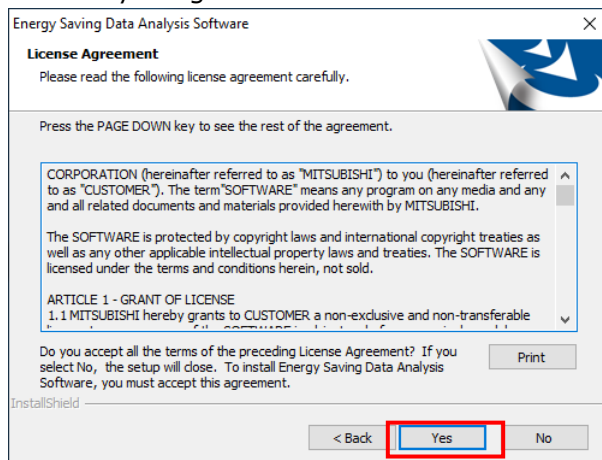 Energy Saving Data Analysis Software
License Agreement
Please read the following license agreement carefully.
Press the PAGE DOWN key to see the rest of the agreement.
CORPORATION (hereinafter referred to as "MITSUBISHI") to you (hereinafter referred
to as "CUSTOMER"). The term"SOFTWARE" means any program on any media and any
and all related documents and materials provided herewith by MITSUBISHI.
The SOFTWARE is protected by copyright laws and international copyright treaties as
well as any other applicable intellectual property laws and treaties. The SOFTWARE is
licensed under the terms and conditions herein, not sold.
ARTICLE 1 - GRANT OF LICENSE
1.1 MITSUBISHI hereby grants to CUSTOMER a non-exclusive and non-transferable
Do you accept all the terms of the preceding License Agreement? If you
select No, the setup will close. To install Energy Saving Data Analysis
Software, you must accept this agreement.
Print
InstallShield
< Back
Yes
No